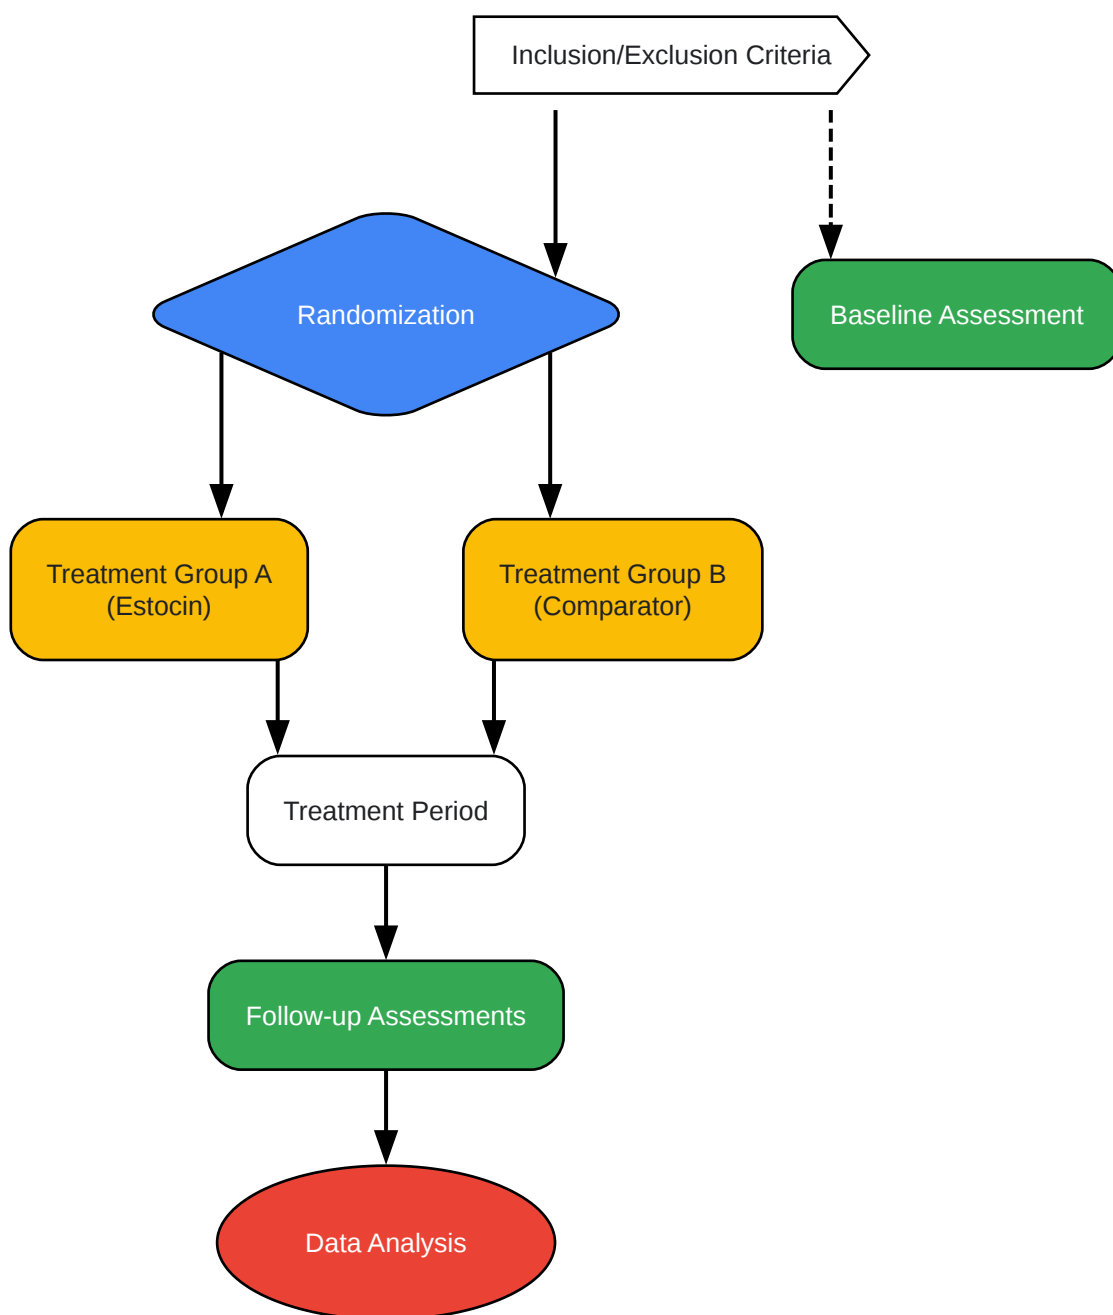 Inclusion/Exclusion Criteria
Randomization
Baseline Assessment
Treatment Group A
(Estocin)
Treatment Group B
(Comparator)
Treatment Period
Follow-up Assessments
Data Analysis